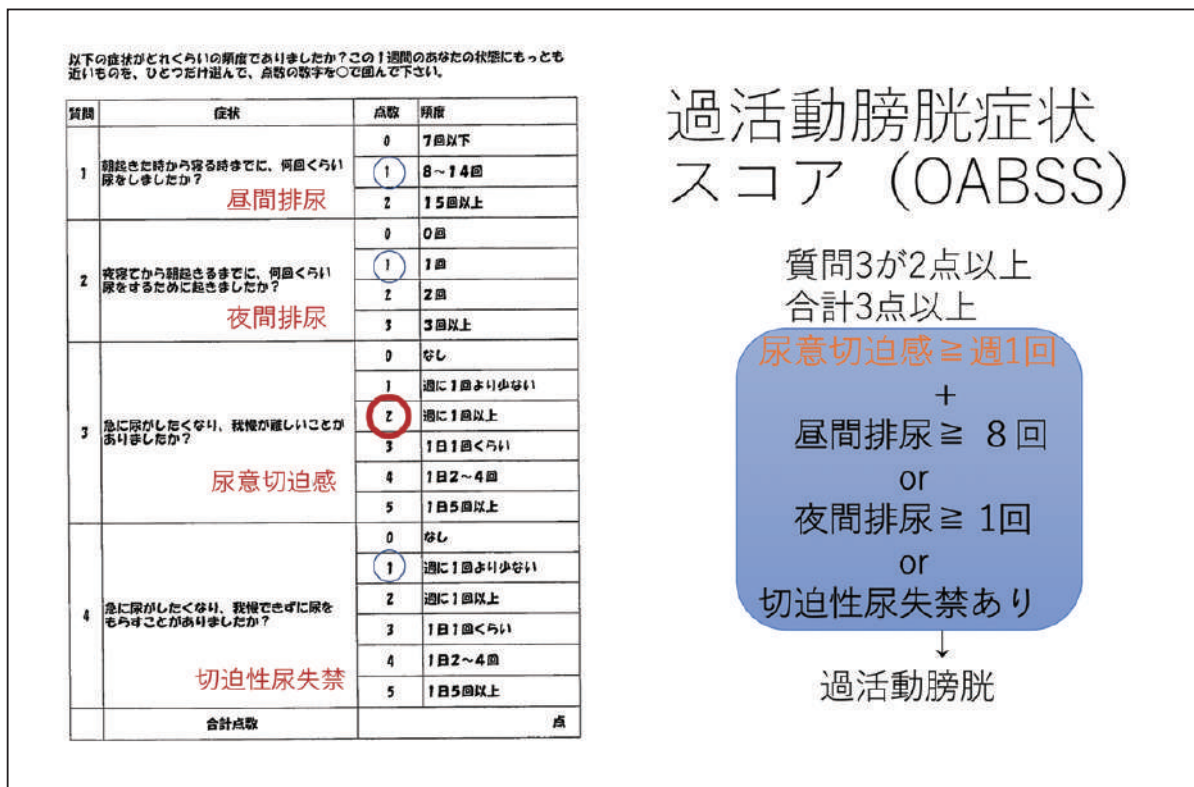 以下の症状がどれくらいの頻度でありましたか?この1週間のあなたの状態にもっとも
近いものを、ひとつだけ選んで、点数の数字を○で囲んで下さい。
質問 症状 点数 頻度
1
朝起きた時から寝る時までに、何回くらい
尿をしましたか?
昼間排尿
0 7回以下
1 8~14回
2 15回以上
2
夜寝てから朝起きるまでに、何回くらい
尿をするために起きましたか?
夜間排尿
0 0回
1 1回
2 2回
3 3回以上
3
急に尿がしたくなり、我慢が難しいことが
ありましたか?
尿意切迫感
0 なし
1 週に1回より少ない
2 週に1回以上
3 1日1回くらい
4 1日2~4回
5 1日5回以上
4
急に尿がしたくなり、我慢できずに尿を
もらすことがありましたか?
切迫性尿失禁
0 なし
1 週に1回より少ない
2 週に1回以上
3 1日1回くらい
4 1日2~4回
5 1日5回以上
合計点数 点
過活動膀胱症状
スコア(OABSS)
質問3が2点以上
合計3点以上
尿意切迫感≧週1回
+
昼間排尿≧ 8回
or
夜間排尿≧ 1回
or
切迫性尿失禁あり
↓
過活動膀胱